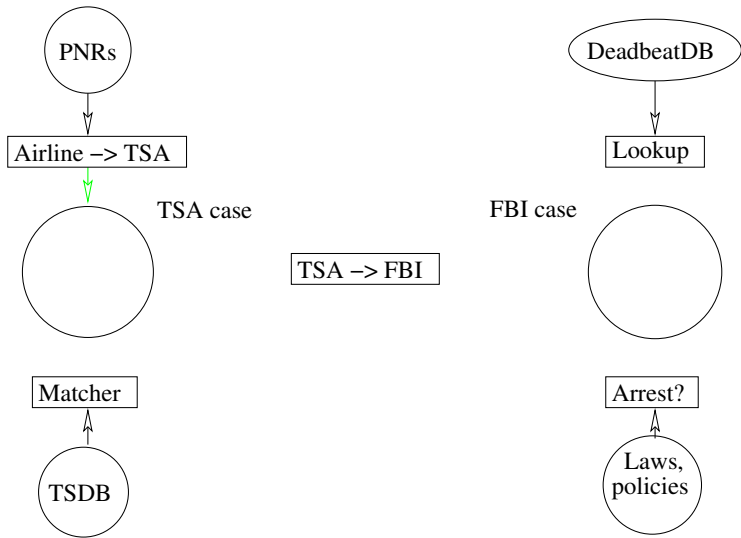 PNRs
DeadbeatDB
Airline −> TSA
Lookup
TSA case
FBI case
TSA −> FBI
Matcher
Arrest?
TSDB
Laws,
policies